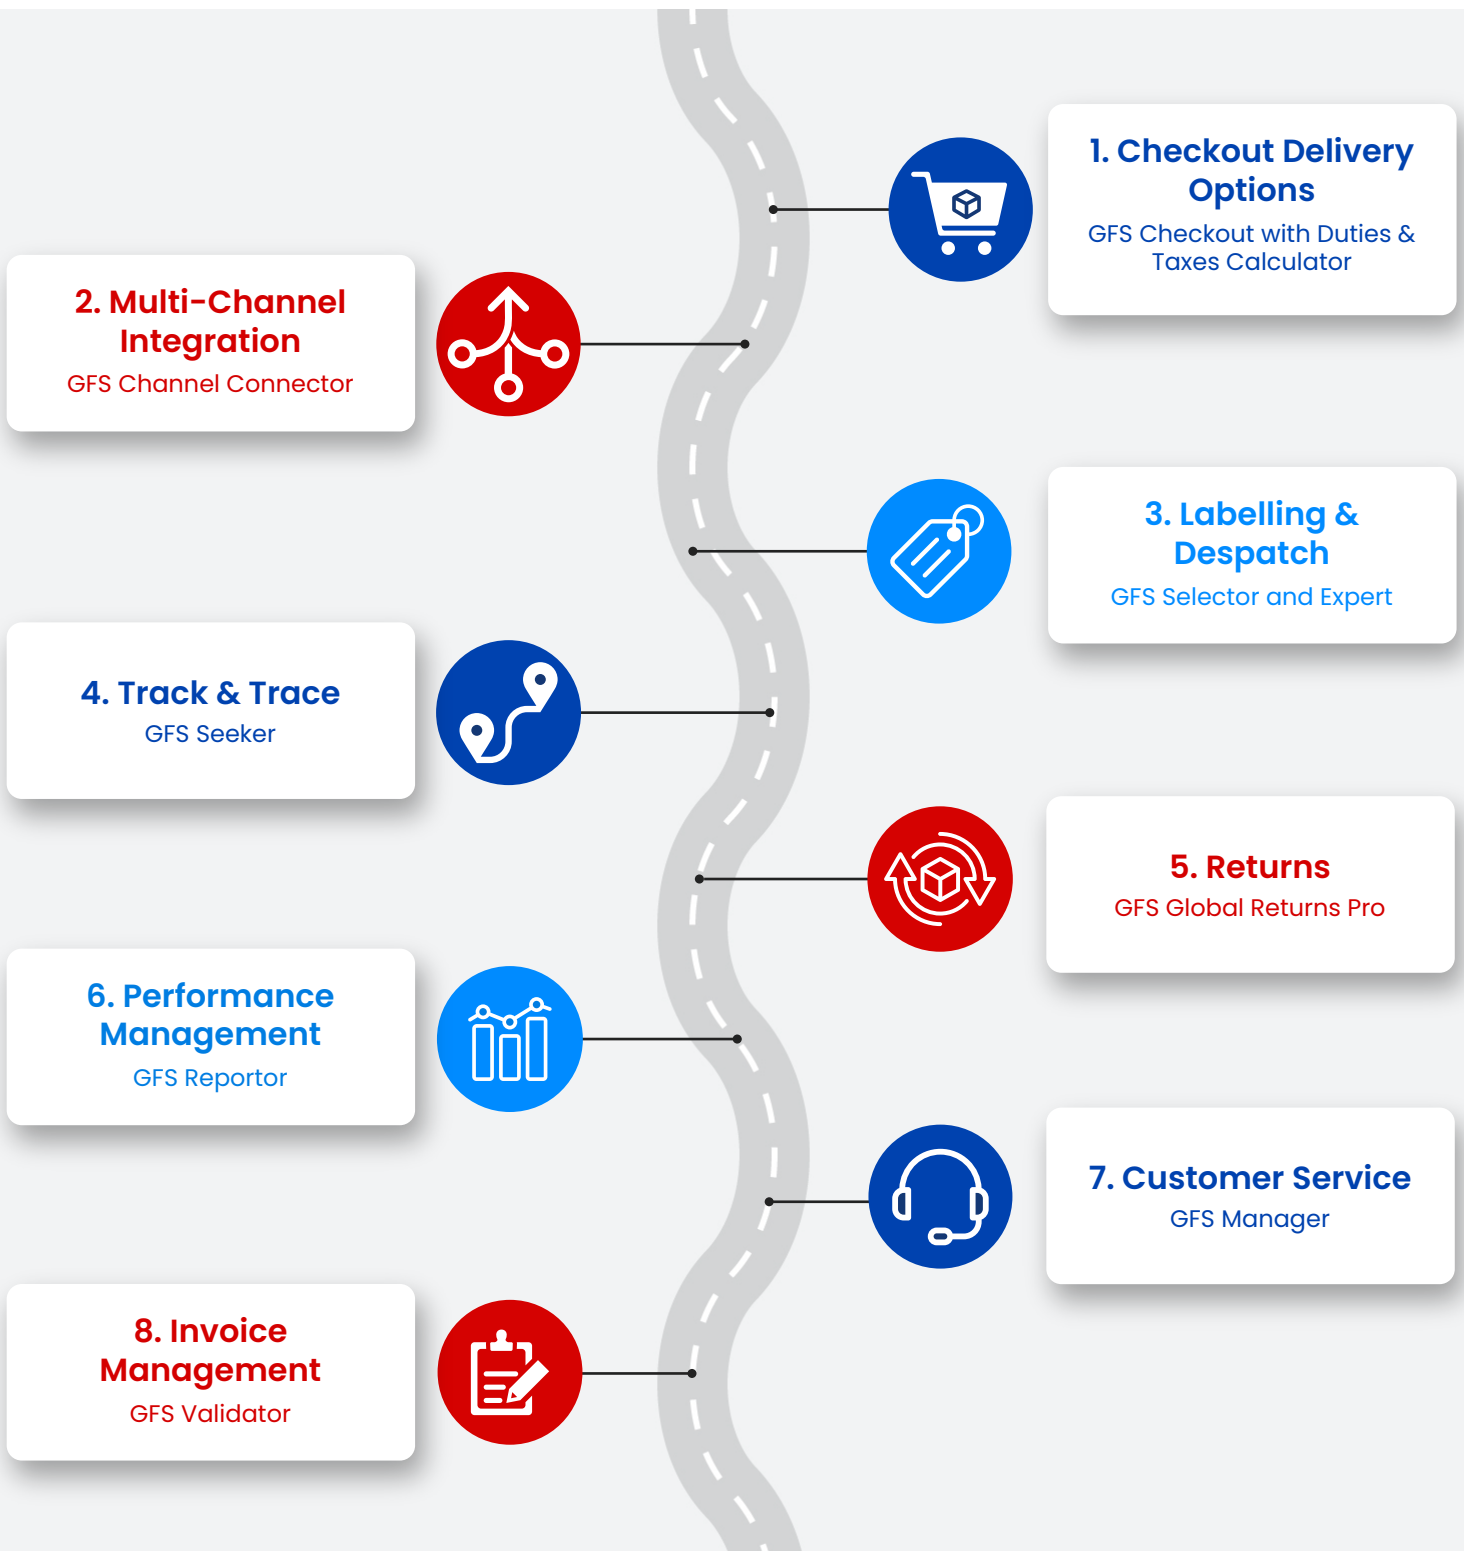 1. Checkout Delivery
Options
GFS Checkout with Duties &
Taxes Calculator
2. Multi-Channel
Integration
GFS Channel Connector
3. Labelling &
Despatch
GFS Selector and Expert
4. Track & Trace
GFS Seeker
5. Returns
GFS Global Returns Pro
6. Performance
Management
GFS Reportor
7. Customer Service
GFS Manager
8. Invoice
Management
GFS Validator